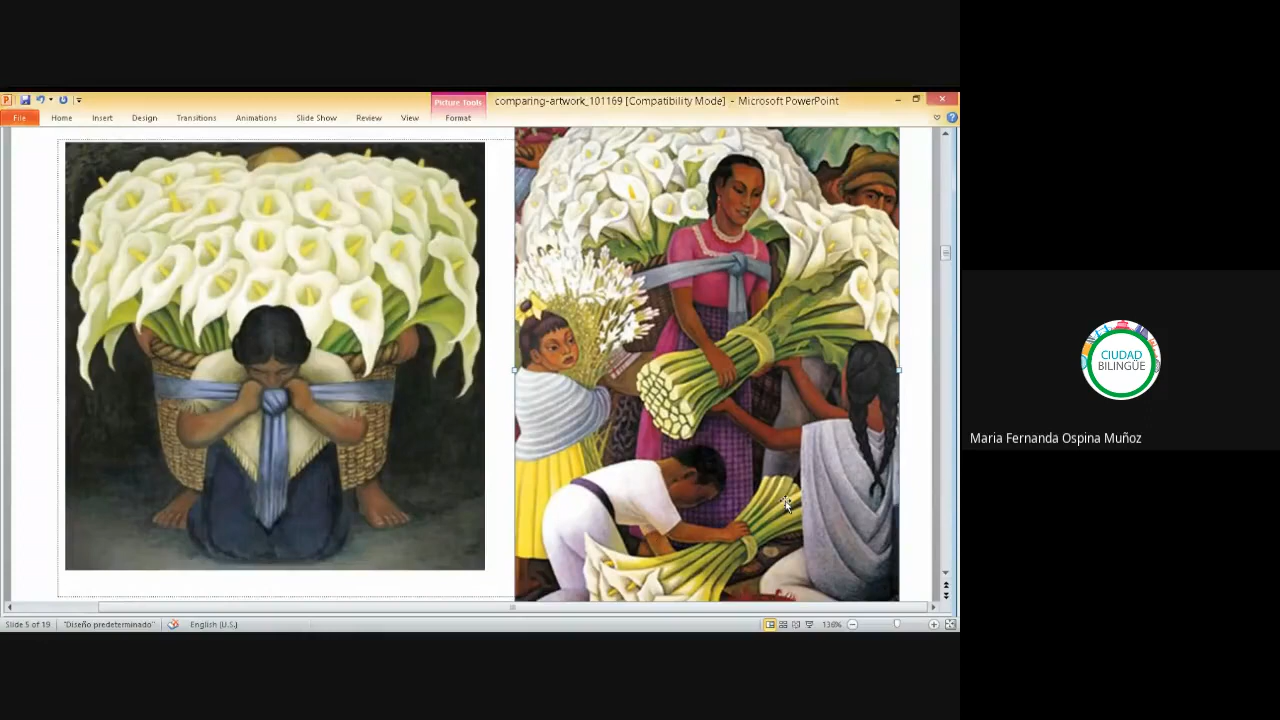 Picture Tools
comparing-artwork_101169 [Compatibility Mode] - Microsoft PowerPoint
File Home Insert Design Transitions Animations Slide Show Review View Format
CIUDAD
BILINGÜE
Maria Fernanda Ospina Muñoz
Slide 5 of 19 "Diseño predeterminado" English (U.S.) 136%